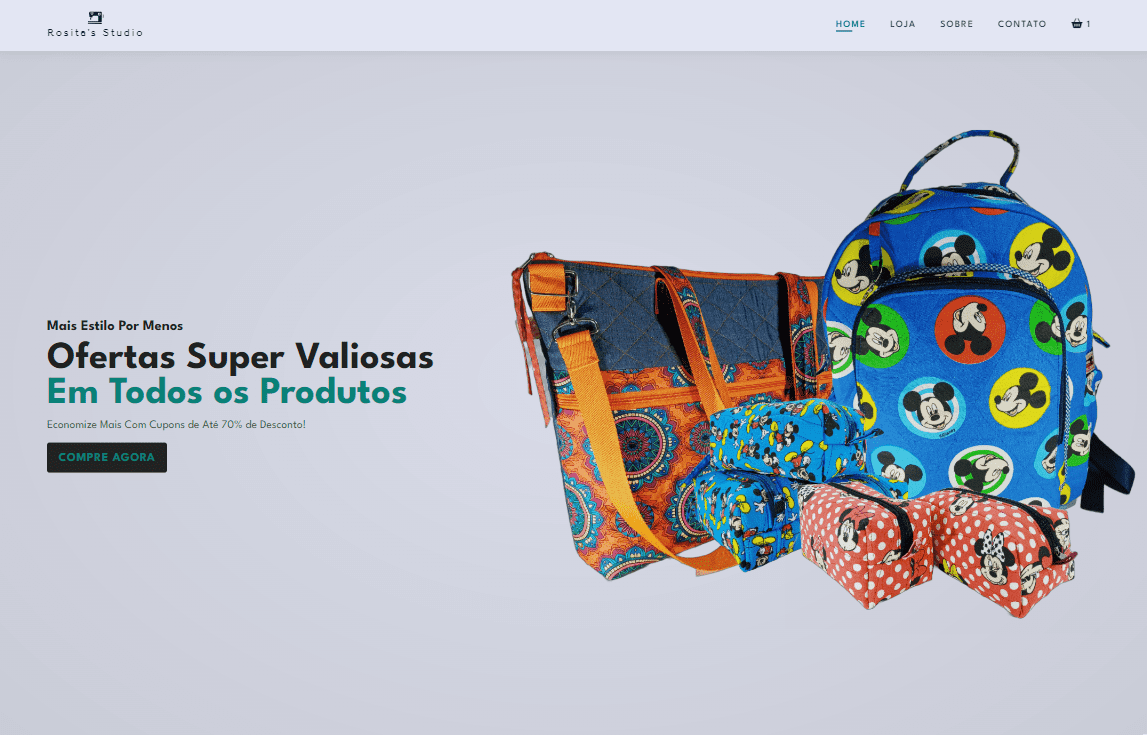 Rosita's Studio
HOME LOJA SOBRE CONTATO 1
Mais Estilo Por Menos
Ofertas Super Valiosas
Em Todos os Produtos
Economize Mais Com Cupons de Até 70% de Desconto!
COMPRE AGORA